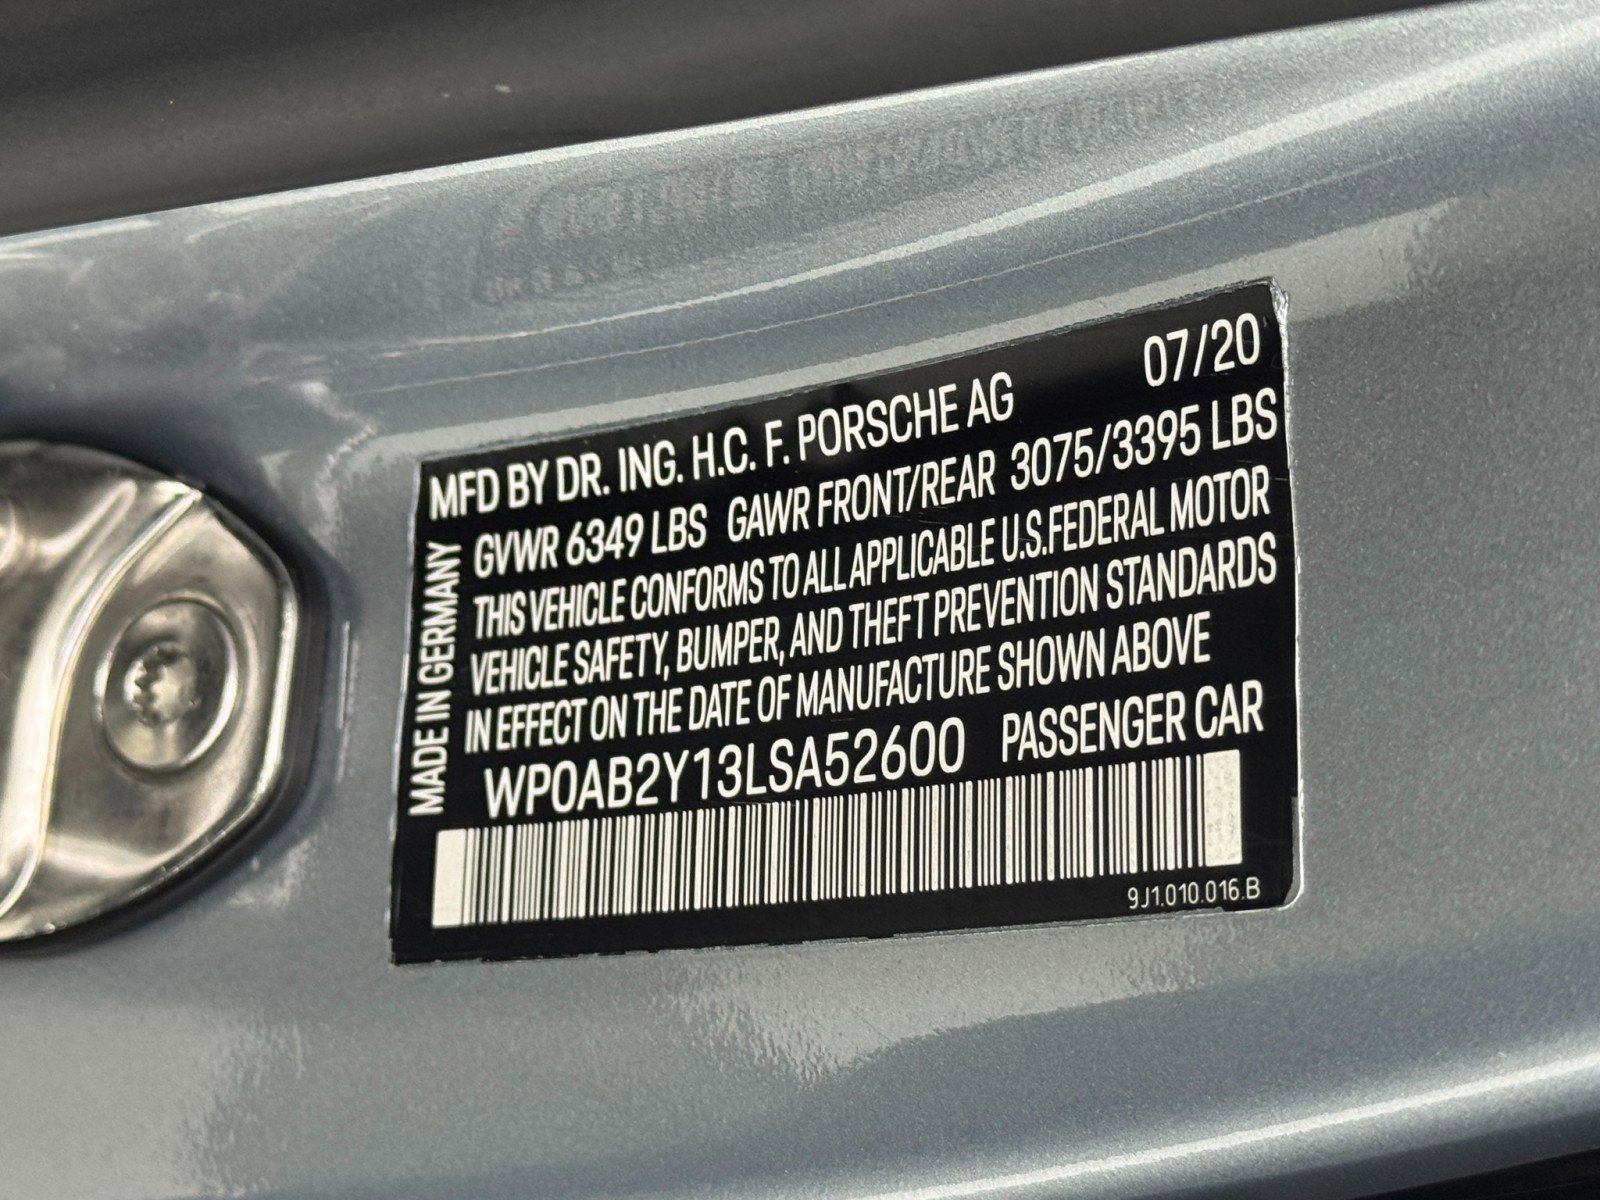 MFD BY DR. ING. H.C. F. PORSCHE AG 07/20
GVWR 6349 LBS GAWR FRONT/REAR 3075/3395 LBS
THIS VEHICLE CONFORMS TO ALL APPLICABLE U.S.FEDERAL MOTOR
VEHICLE SAFETY, BUMPER, AND THEFT PREVENTION STANDARDS
IN EFFECT ON THE DATE OF MANUFACTURE SHOWN ABOVE
WP0AB2Y13LSA52600 PASSENGER CAR
MADE IN GERMANY
9J1.010.016.B